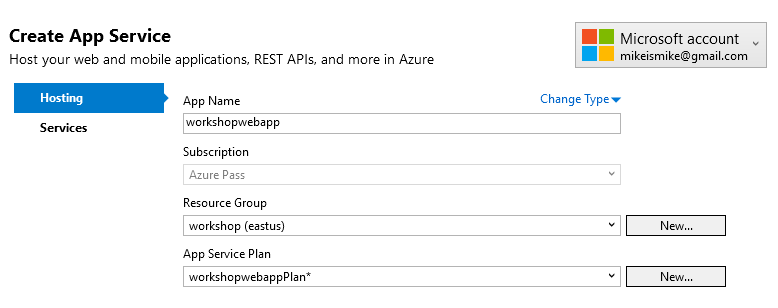 Create App Service
Host your web and mobile applications, REST APIs, and more in Azure
Microsoft account
mikeismike@gmail.com
Hosting
Services
App Name
Change Type
workshopwebapp
Subscription
Azure Pass
Resource Group
workshop (eastus)
New...
App Service Plan
workshopwebappPlan*
New...